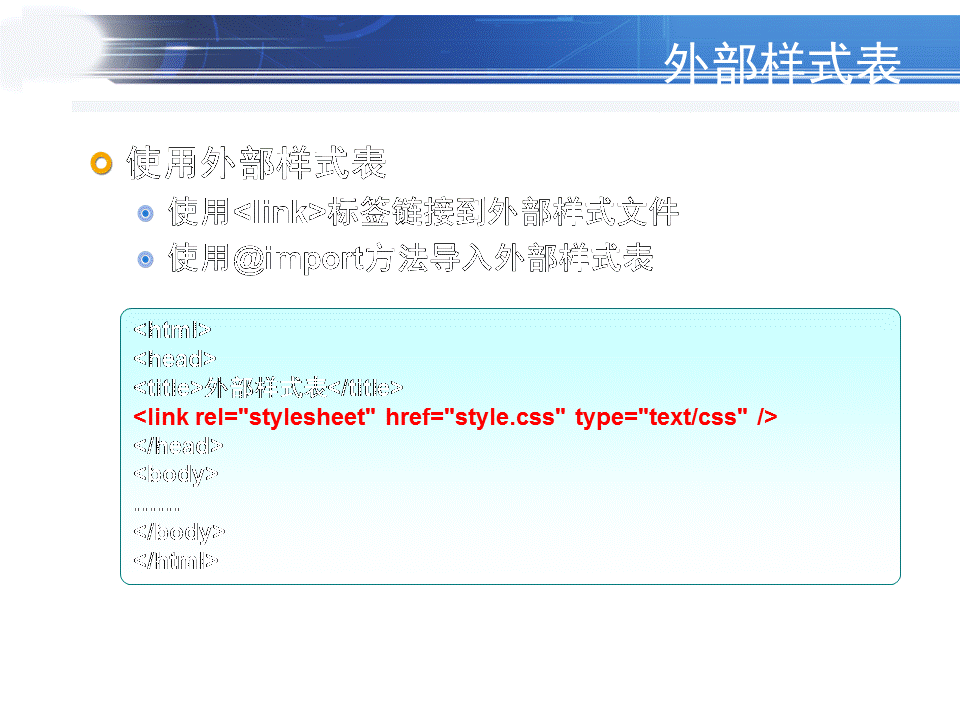 外部样式表
使用外部样式表
使用<link>标签链接到外部样式文件
使用@import方法导入外部样式表
<html>
<head>
<title>外部样式表</title>
<link rel="stylesheet" href="style.css" type="text/css" />
</head>
<body>
.......
</body>
</html>